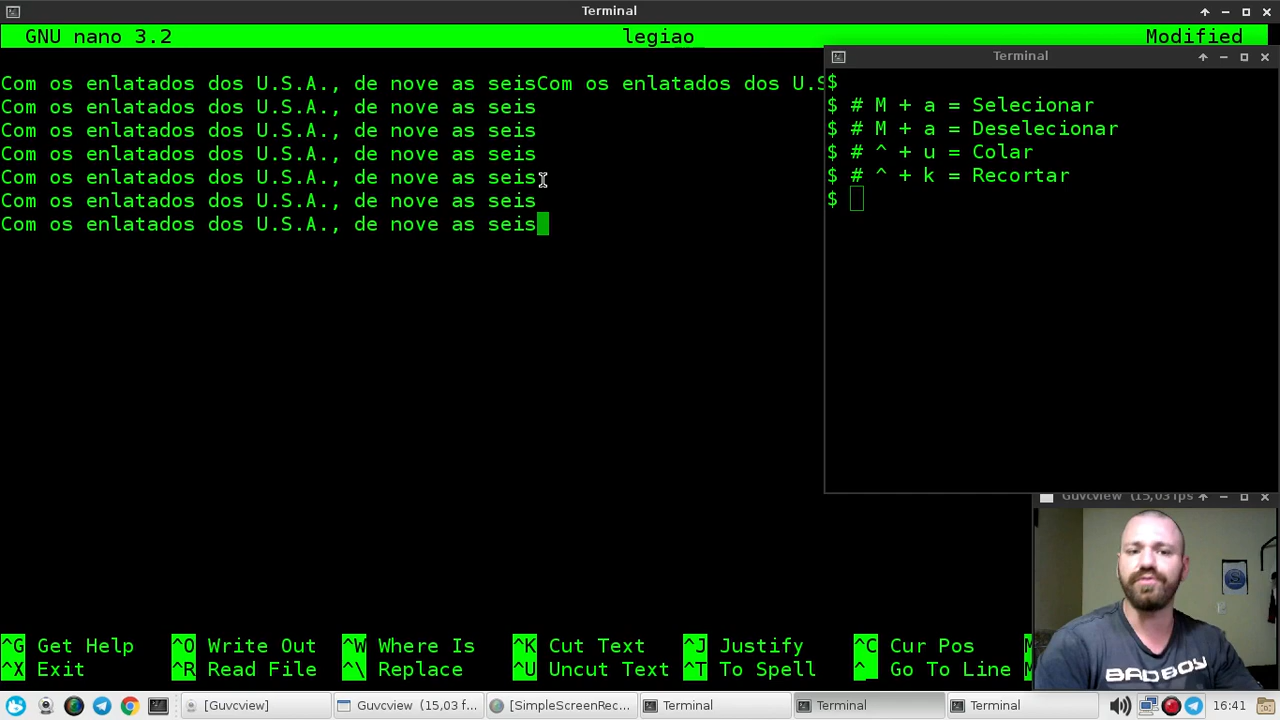 Terminal
GNU nano 3.2 legiao Modified
Com os enlatados dos U.S.A., de nove as seisCom os enlatados dos U.S
Com os enlatados dos U.S.A., de nove as seis
Com os enlatados dos U.S.A., de nove as seis
Com os enlatados dos U.S.A., de nove as seis
Com os enlatados dos U.S.A., de nove as seis
Com os enlatados dos U.S.A., de nove as seis
Com os enlatados dos U.S.A., de nove as seis
Terminal
$
$ # M + a = Selecionar
$ # M + a = Deselecionar
$ # ^ + u = Colar
$ # ^ + k = Recortar
$
Guvcview (15,03 fps
BADBOY
^G Get Help ^O Write Out ^W Where Is ^K Cut Text ^J Justify ^C Cur Pos M
^X Exit ^R Read File ^\ Replace ^U Uncut Text ^T To Spell ^_ Go To Line M
[Guvcview] Guvcview (15,... [SimpleScreenRec... Terminal Terminal Terminal 16:41